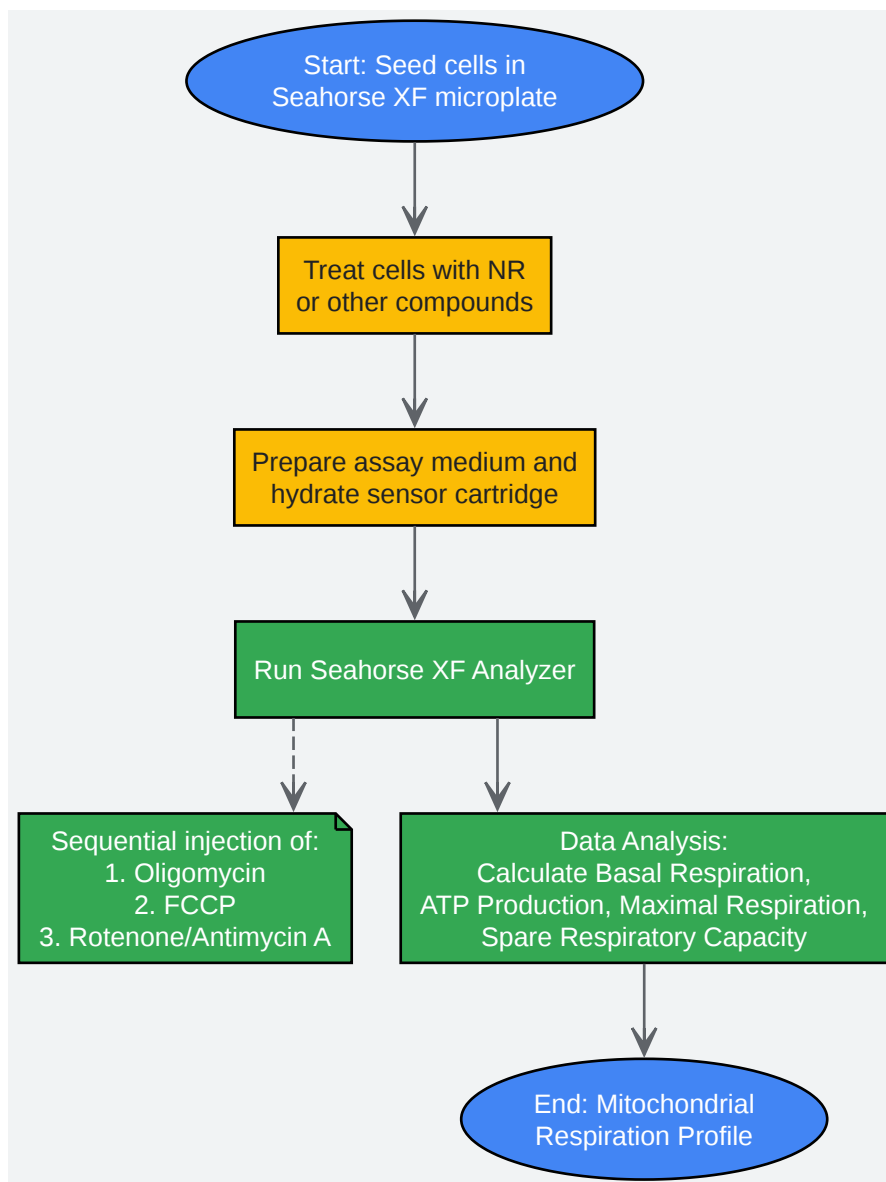 Start: Seed cells in
Seahorse XF microplate
Treat cells with NR
or other compounds
Prepare assay medium and
hydrate sensor cartridge
Run Seahorse XF Analyzer
Sequential injection of:
1. Oligomycin
2. FCCP
3. Rotenone/Antimycin A
Data Analysis:
Calculate Basal Respiration,
ATP Production, Maximal Respiration,
Spare Respiratory Capacity
End: Mitochondrial
Respiration Profile